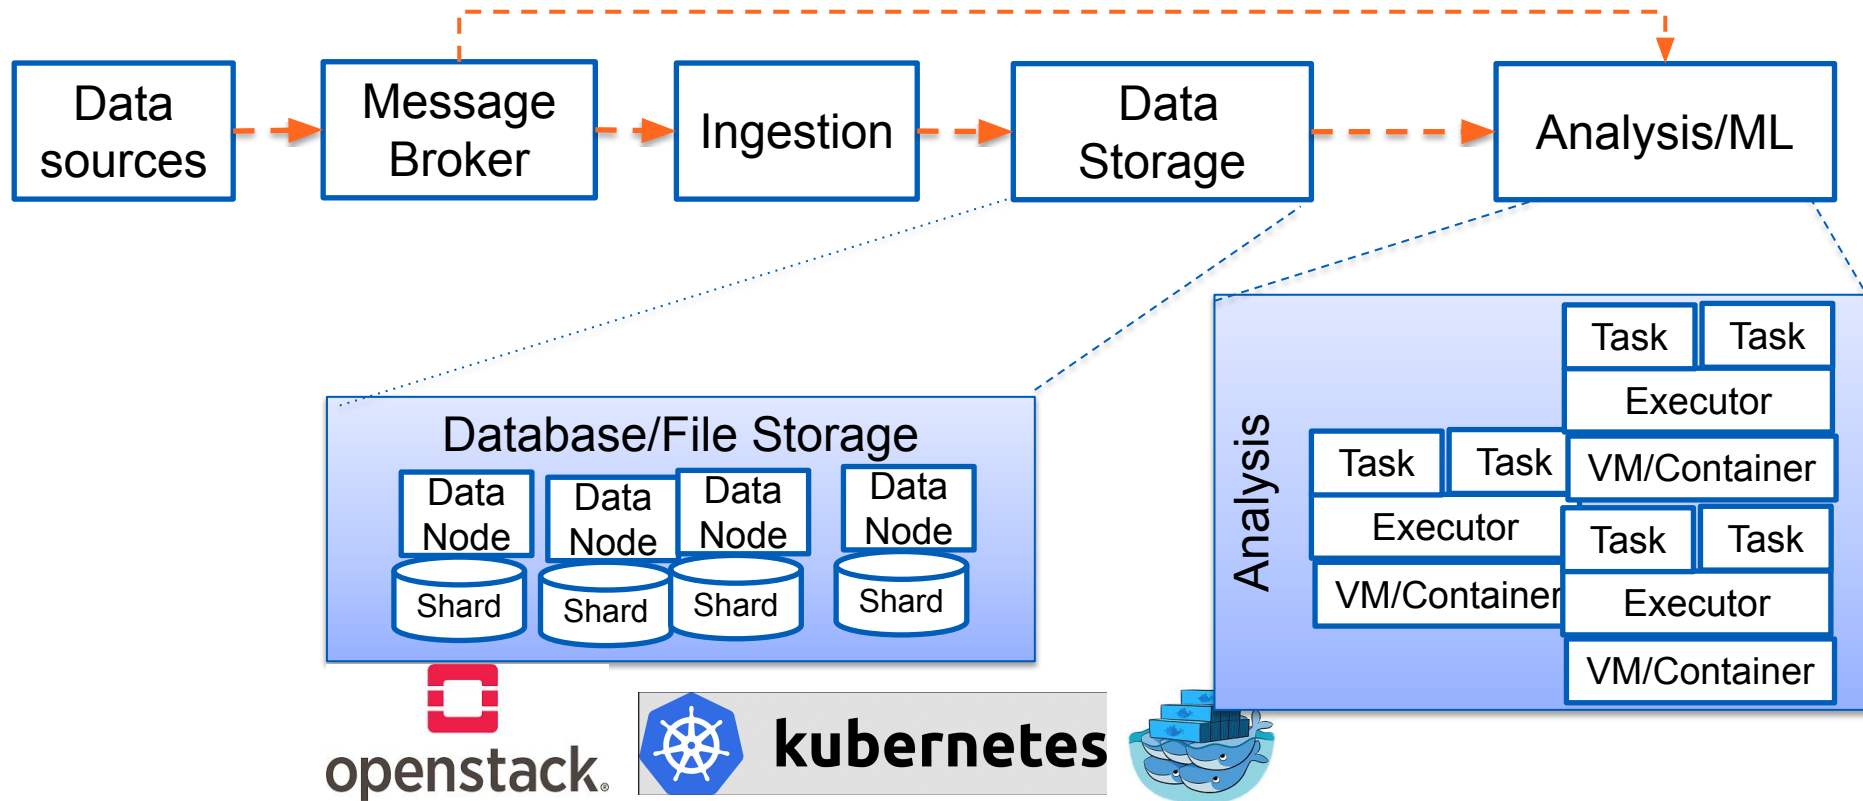 Data
sources
Message
Broker
Ingestion
Data
Storage
Analysis/ML
Database/File Storage
Data
Node
Shard
Data
Node
Shard
Data
Node
Shard
Data
Node
Shard
Analysis
Task Task
Executor
VM/Container
Task Task
Executor
VM/Container
Task Task
Executor
VM/Container
openstack®
kubernetes